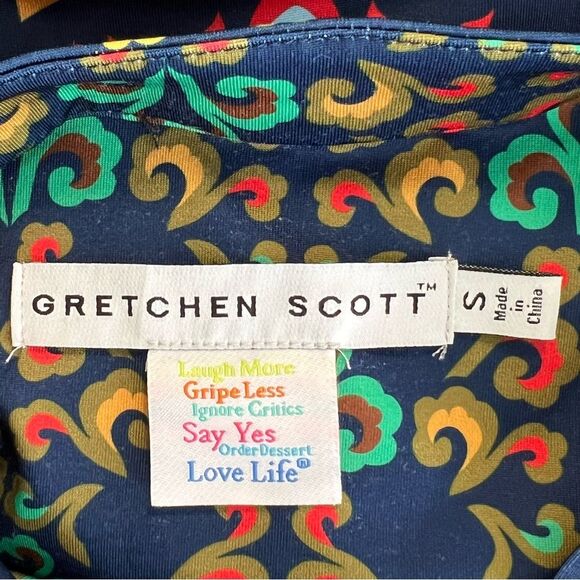 GRETCHEN SCOTT™
S
Made
in
China
Laugh More
Gripe Less
Ignore Critics
Say Yes
Order Dessert
Love Life®